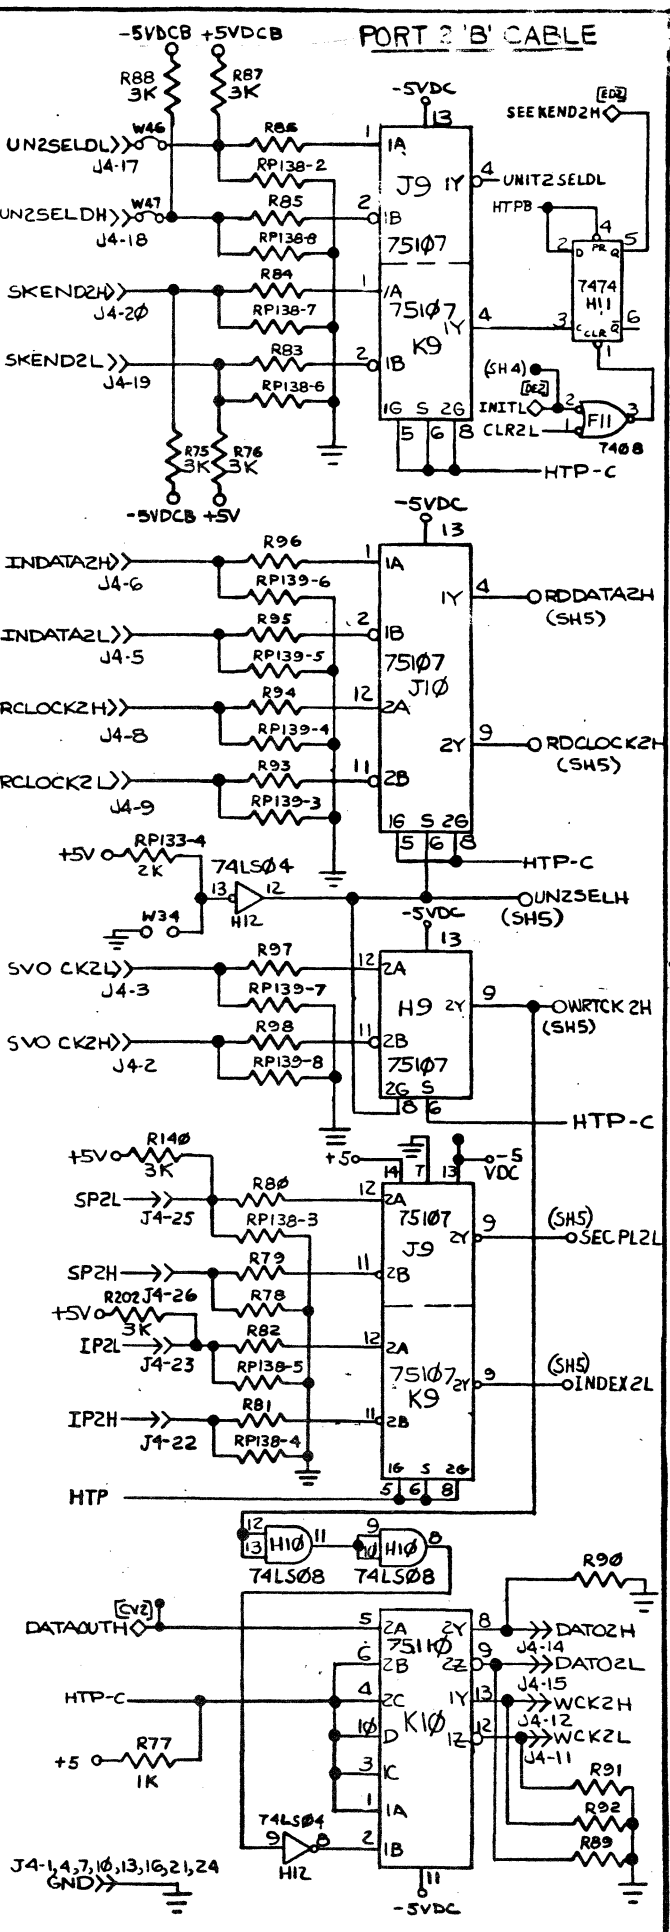 PORT 2 'B' CABLE
-5VDCB +5VDCB
R88 3K
R87 3K
-5VDC
13
[ED2]
SEEKEND2H
UN2SELDL W46
J4-17
R86
1 1A
RP138-2
J9 1Y 4 UNIT2SELDL
HTPB
UN2SELDH W47
J4-18
R85
2 1B
RP138-8
75107
4
2 D PR Q 5
7474
H11
3 C CLR Q 6
1
SKEND2H
J4-20
R84
1 1A
RP138-7
75107
1Y 4
K9
SKEND2L
J4-19
R83
2 1B
RP138-6
(SH4)
[DE2]
INITL 2
CLR2L 1
F11 3
7408
1G S 2G
5 6 8
HTP-C
R75 3K
R76 3K
-5VDCB +5V
-5VDC
13
INDATA2H
J4-6
R96
1 1A
RP139-6
1Y 4 RDDATA2H
(SH5)
INDATA2L
J4-5
R95
2 1B
RP139-5
75107
J10
RCLOCK2H
J4-8
R94
12 2A
RP139-4
2Y 9 RDCLOCK2H
(SH5)
RCLOCK2L
J4-9
R93
11 2B
RP139-3
1G S 2G
5 6 8
HTP-C
+5V RP133-4
2K
74LS04
13 12
H12
W34
UN2SELH
(SH5)
-5VDC
13
SVO CK2L
J4-3
R97
12 2A
RP139-7
H9 2Y 9 WRTCK 2H
(SH5)
SVO CK2H
J4-2
R98
11 2B
RP139-8
75107
2G S
8 6
HTP-C
+5V R140
3K
+5
14 7 13
-5
VDC
SP2L
J4-25
R80
12 2A
RP138-3
75107
J9
2Y 9
(SH5)
SECPL2L
SP2H
J4-26
R79
11 2B
R78
R202
+5V
3K
IP2L
J4-23
R82
12 2A
RP138-5
75107
K9
2Y 9
(SH5)
INDEX2L
IP2H
J4-22
R81
11 2B
RP138-4
1G S 2G
5 6 8
HTP
12
13 H10 11
74LS08
9
10 H10 8
74LS08
R90
[CV2]
DATAOUTH
5 2A
75110
2Y 8 DATO2H
J4-14
6 2B
2Z 9 DATO2L
J4-15
HTP-C
4 2C
1Y 13 WCK2H
J4-12
10 D
K10
1Z 12 WCK2L
J4-11
+5 R77
1K
3 1C
1 1A
R91
R92
R89
74LS04
9 8
H12
2 1B
11
-5VDC
J4-1,4,7,10,13,16,21,24
GND